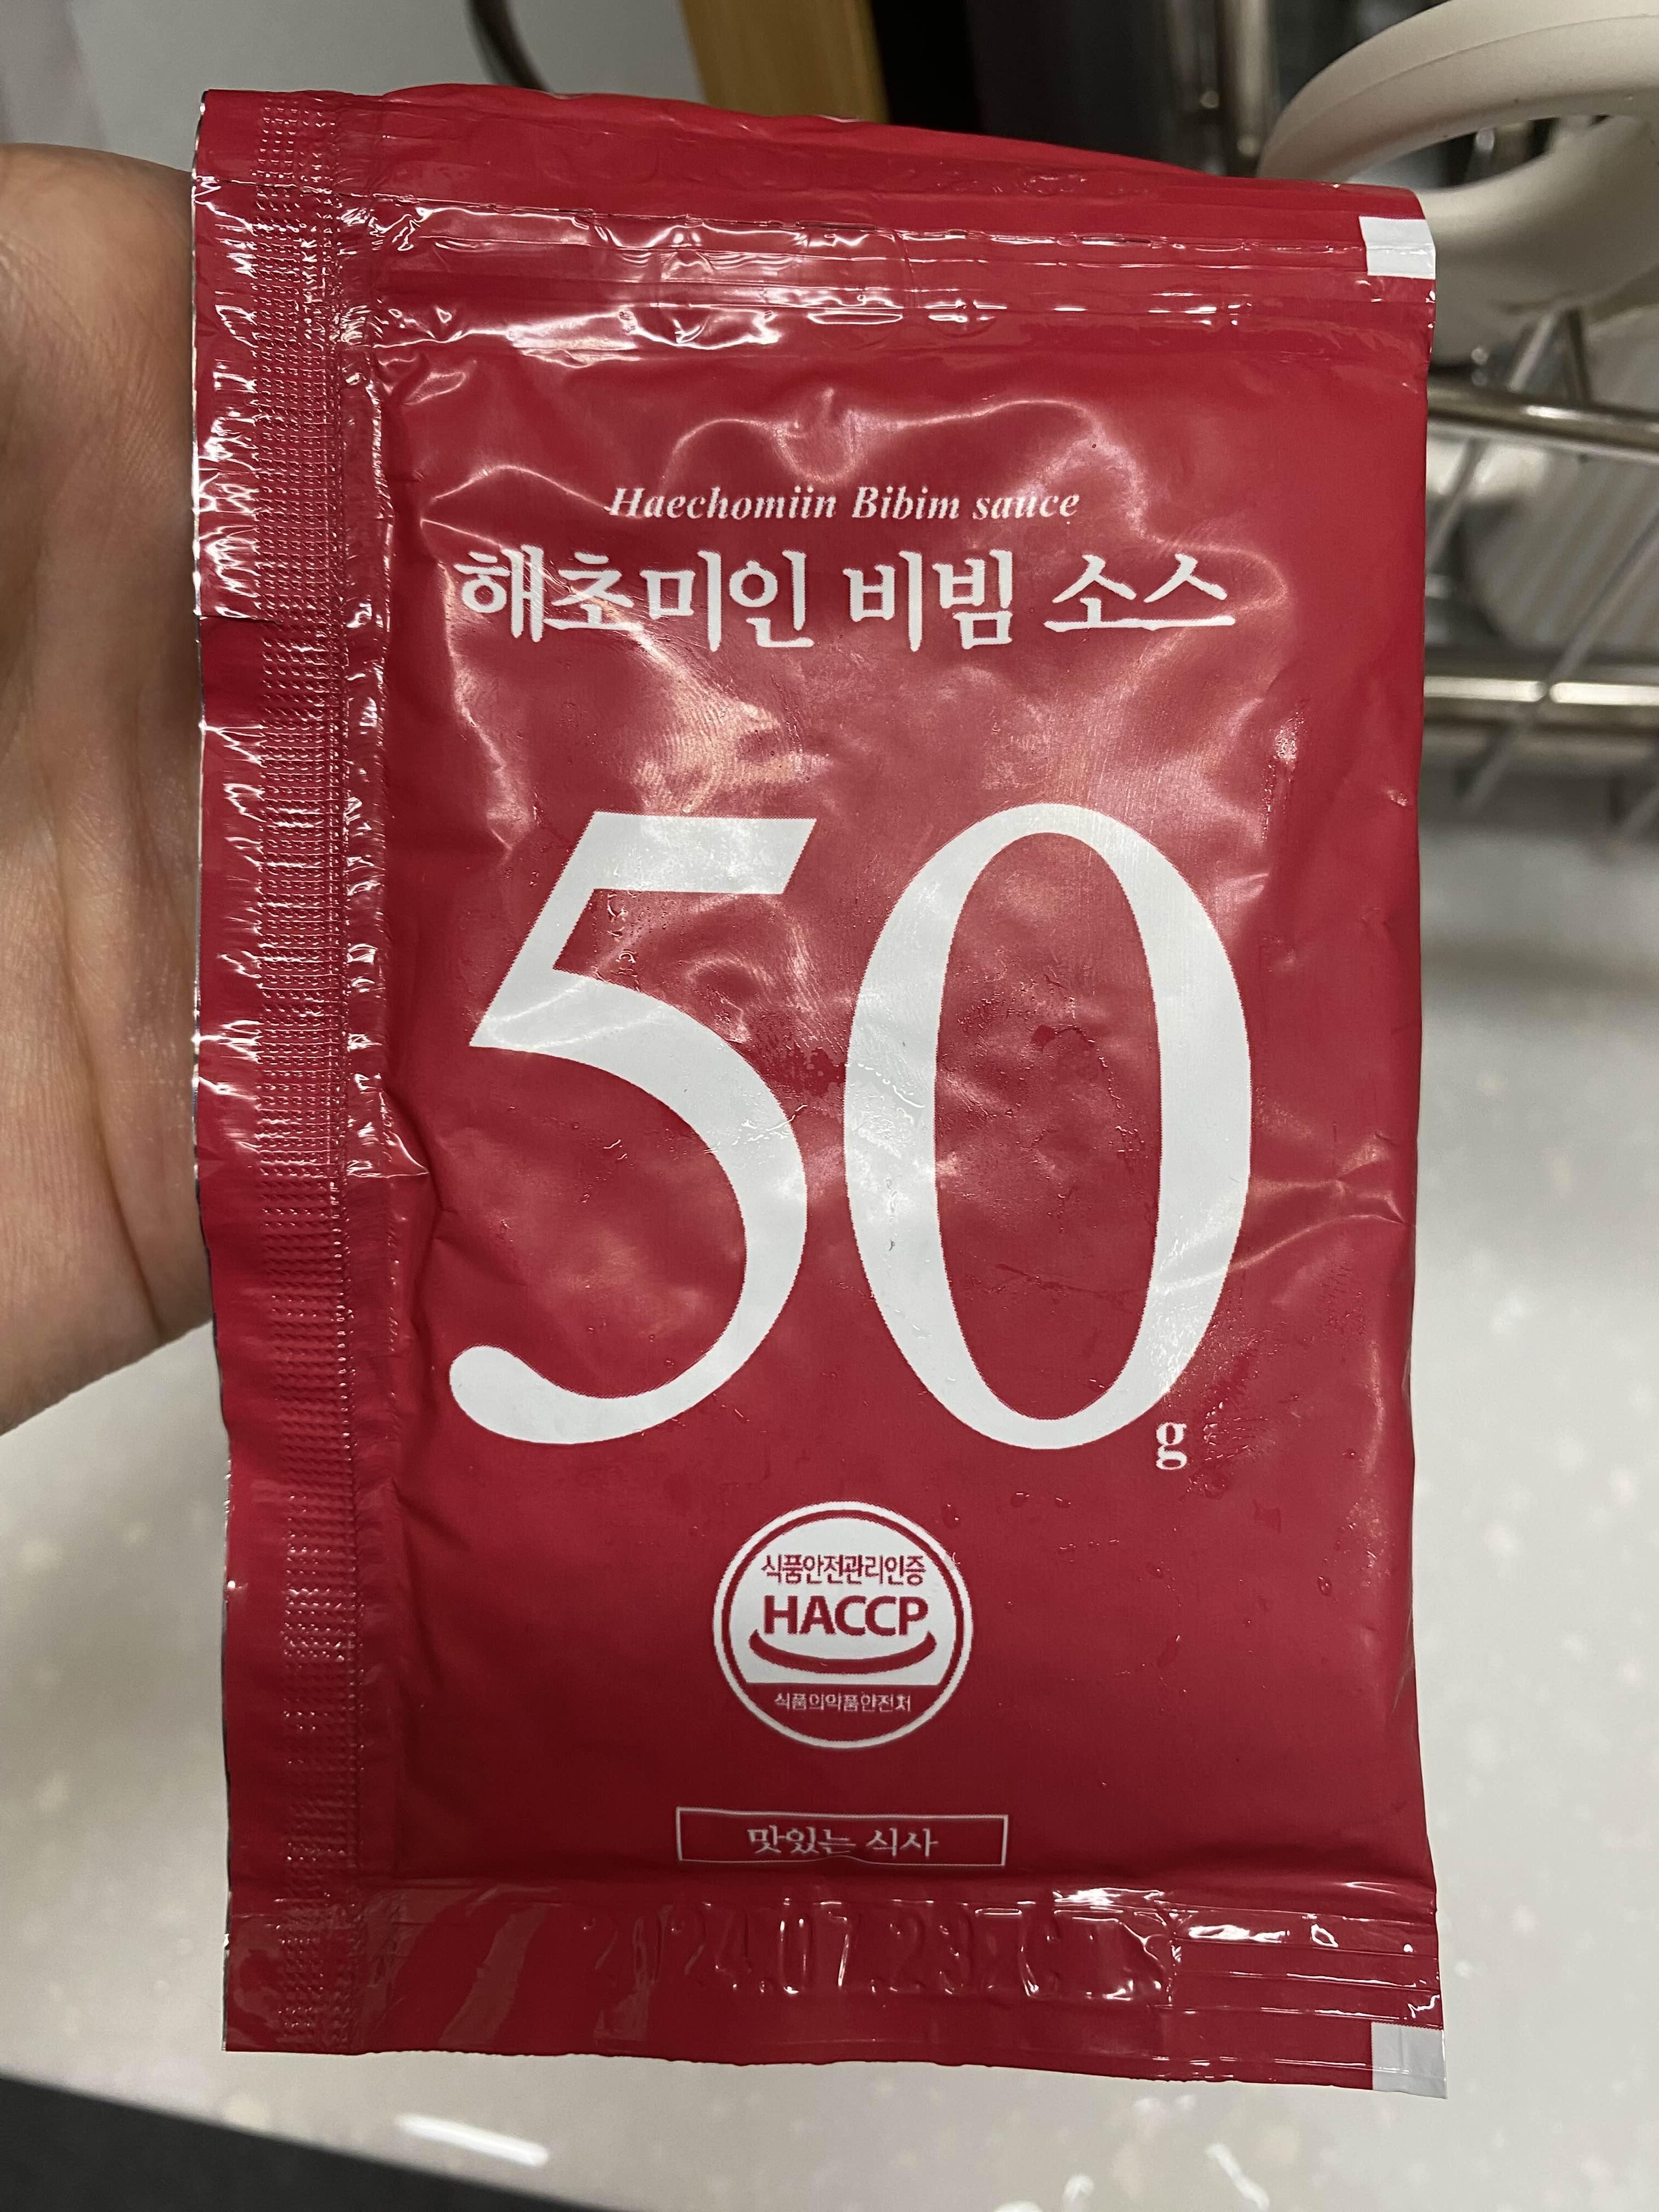 Haechomiin Bibim sauce
해초미인 비빔 소스
50
g
식품안전관리인증
HACCP
식품의약품안전처
맛있는 식사